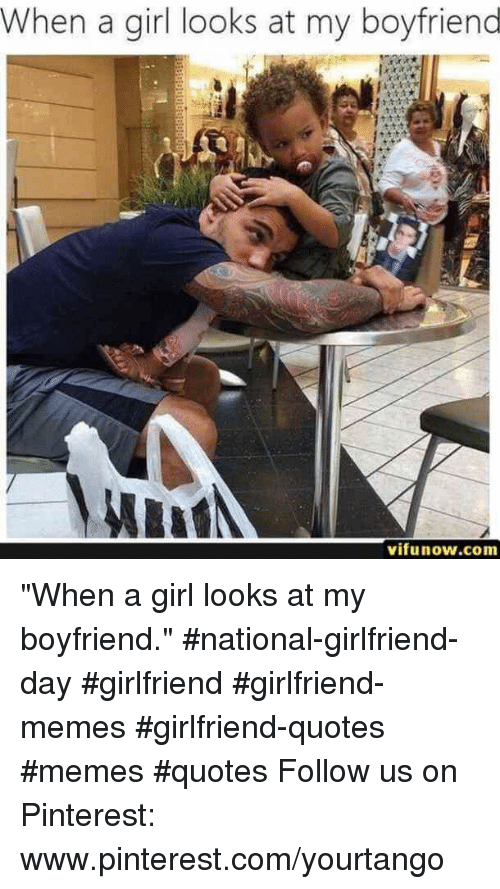 When a girl looks at my boyfriend
vifunow.com
"When a girl looks at my
boyfriend." #national-girlfriend-
day #girlfriend #girlfriend-
memes #girlfriend-quotes
#memes #quotes Follow us on
Pinterest:
www.pinterest.com/yourtango